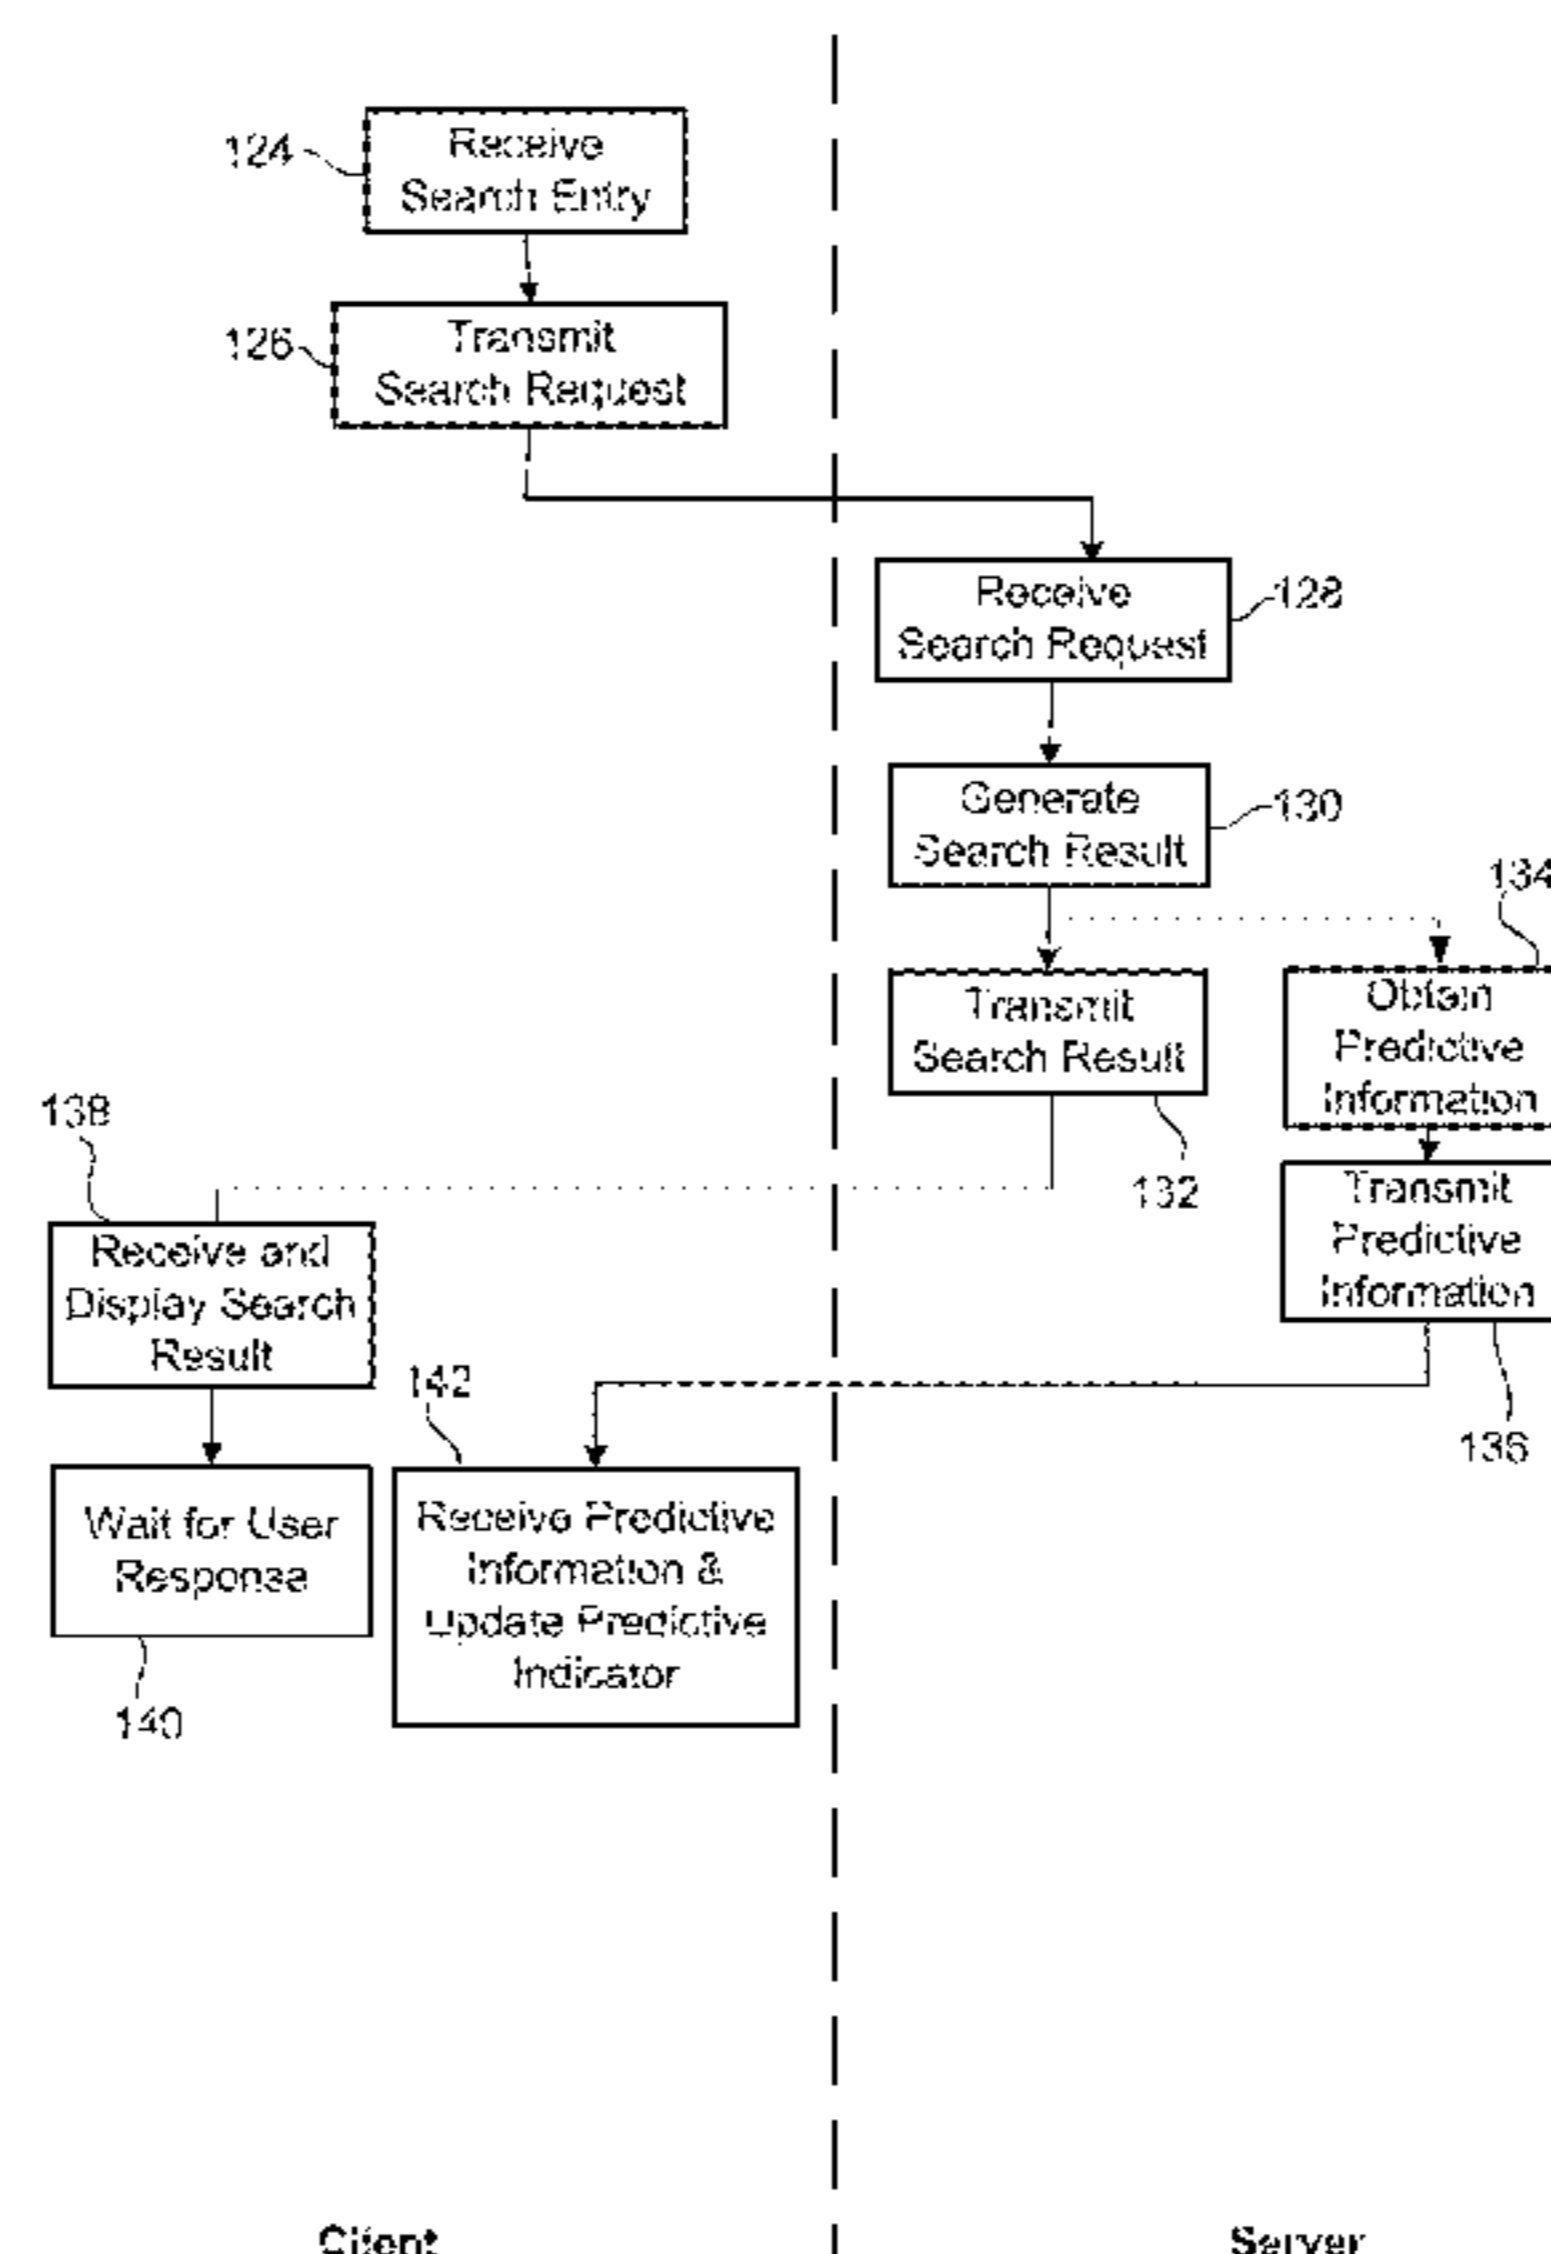 124
Receive
Search Entry
126
Transmit
Search Request
Receive
Search Request
128
Generate
Search Result
130
134
Transmit
Search Result
Obtain
Predictive
Information
138
132
Transmit
Predictive
Information
Receive and
Display Search
Result
142
136
Wait for User
Response
Receive Predictive
Information &
Update Predictive
Indicator
140
Client
Server